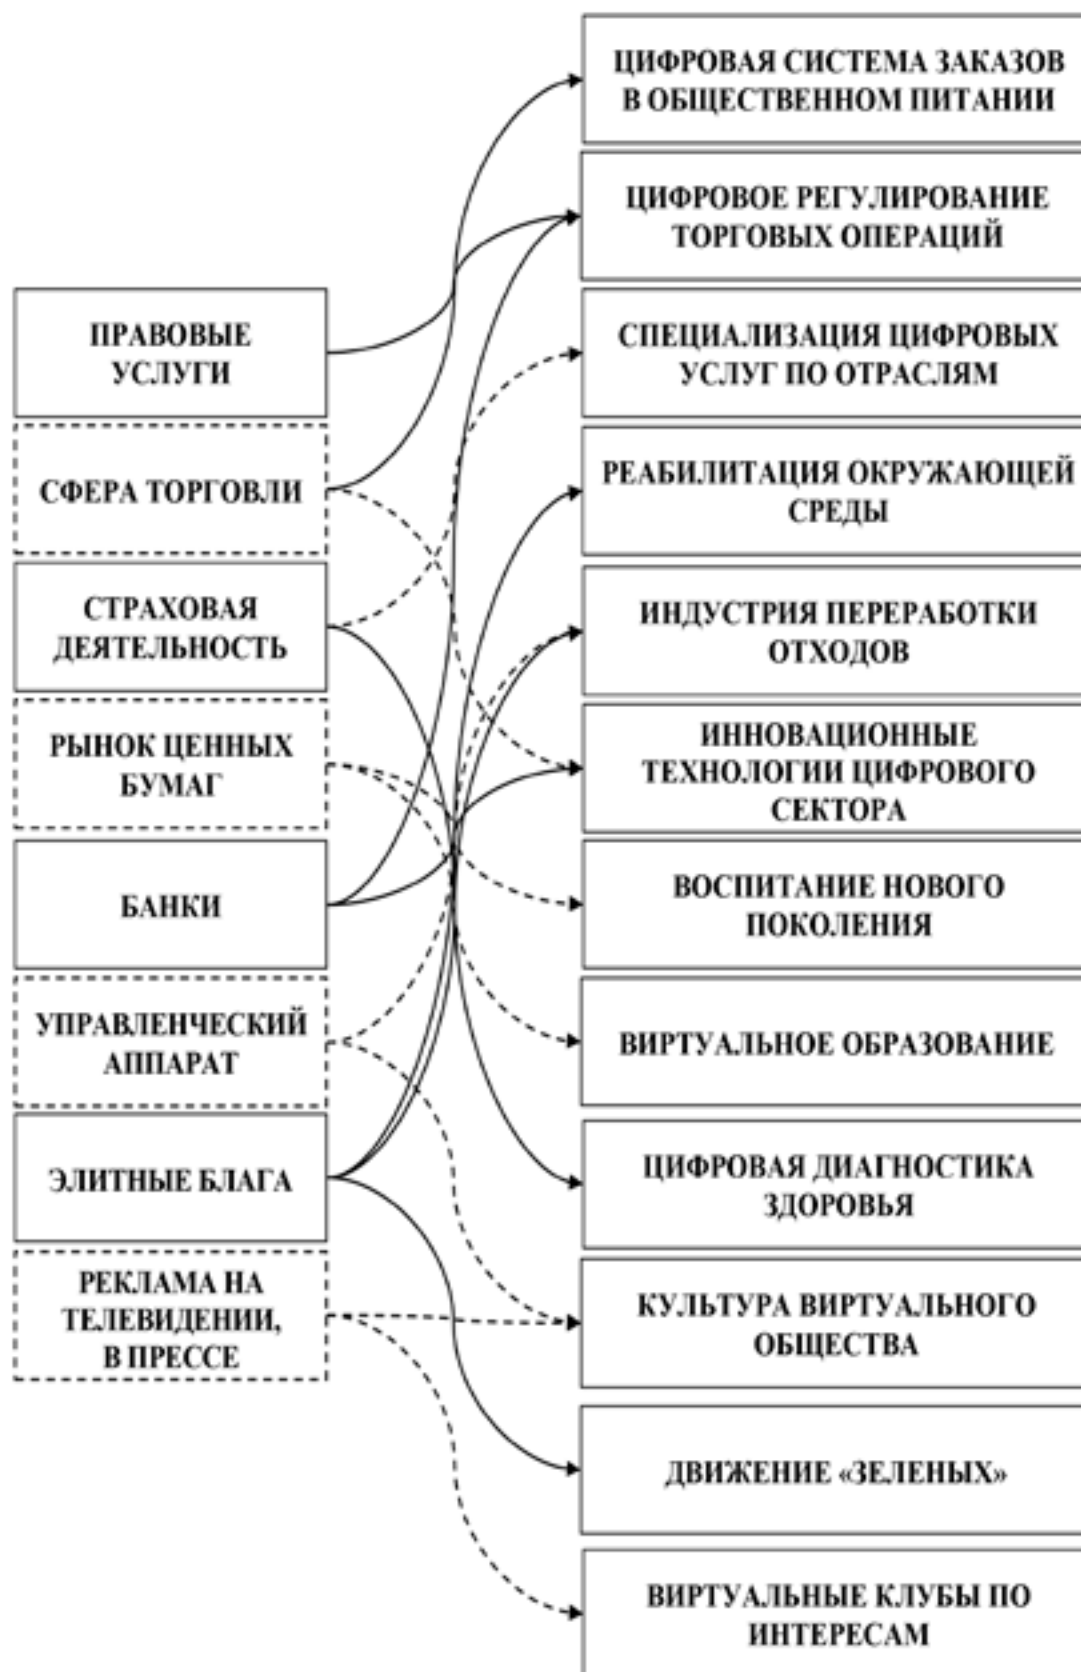 ПРАВОВЫЕ
УСЛУГИ
СФЕРА ТОРГОВЛИ
СТРАХОВАЯ
ДЕЯТЕЛЬНОСТЬ
РЫНОК ЦЕННЫХ
БУМАГ
БАНКИ
УПРАВЛЕНЧЕСКИЙ
АППАРАТ
ЭЛИТНЫЕ БЛАГА
РЕКЛАМА НА
ТЕЛЕВИДЕНИИ,
В ПРЕССЕ
ЦИФРОВАЯ СИСТЕМА ЗАКАЗОВ
В ОБЩЕСТВЕННОМ ПИТАНИИ
ЦИФРОВОЕ РЕГУЛИРОВАНИЕ
ТОРГОВЫХ ОПЕРАЦИЙ
СПЕЦИАЛИЗАЦИЯ ЦИФРОВЫХ
УСЛУГ ПО ОТРАСЛЯМ
РЕАБИЛИТАЦИЯ ОКРУЖАЮЩЕЙ
СРЕДЫ
ИНДУСТРИЯ ПЕРЕРАБОТКИ
ОТХОДОВ
ИННОВАЦИОННЫЕ
ТЕХНОЛОГИИ ЦИФРОВОГО
СЕКТОРА
ВОСПИТАНИЕ НОВОГО
ПОКОЛЕНИЯ
ВИРТУАЛЬНОЕ ОБРАЗОВАНИЕ
ЦИФРОВАЯ ДИАГНОСТИКА
ЗДОРОВЬЯ
КУЛЬТУРА ВИРТУАЛЬНОГО
ОБЩЕСТВА
ДВИЖЕНИЕ «ЗЕЛЕНЫХ»
ВИРТУАЛЬНЫЕ КЛУБЫ ПО
ИНТЕРЕСАМ